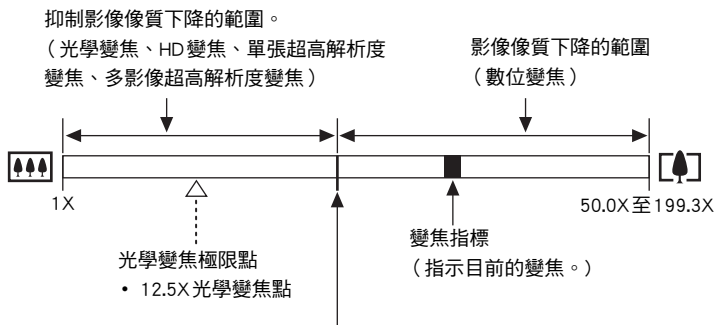 抑制影像像質下降的範圍。
（光學變焦、HD變焦、單張超高解析度
變焦、多影像超高解析度變焦）
影像像質下降的範圍
（數位變焦）
1X
50.0X至199.3X
光學變焦極限點
• 12.5X光學變焦點
變焦指標
（指示目前的變焦。）